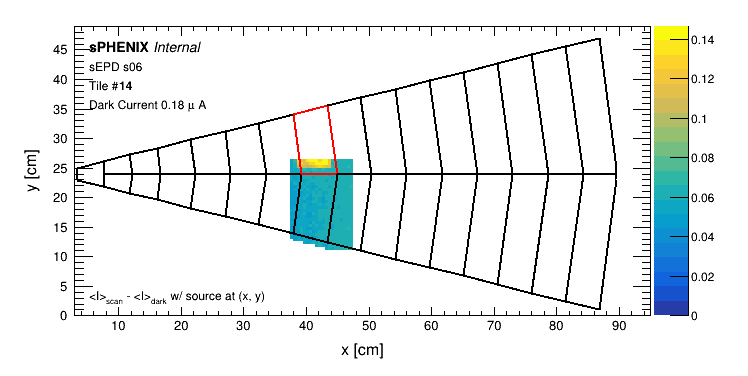 sPHENIX Internal
sEPD s06
Tile #14
Dark Current 0.18 μ A
<I>scan - <I>dark w/ source at (x, y)
y [cm]
45
40
35
30
25
20
15
10
5
0
10 20 30 40 50 60 70 80 90
x [cm]
0.14
0.12
0.1
0.08
0.06
0.04
0.02
0